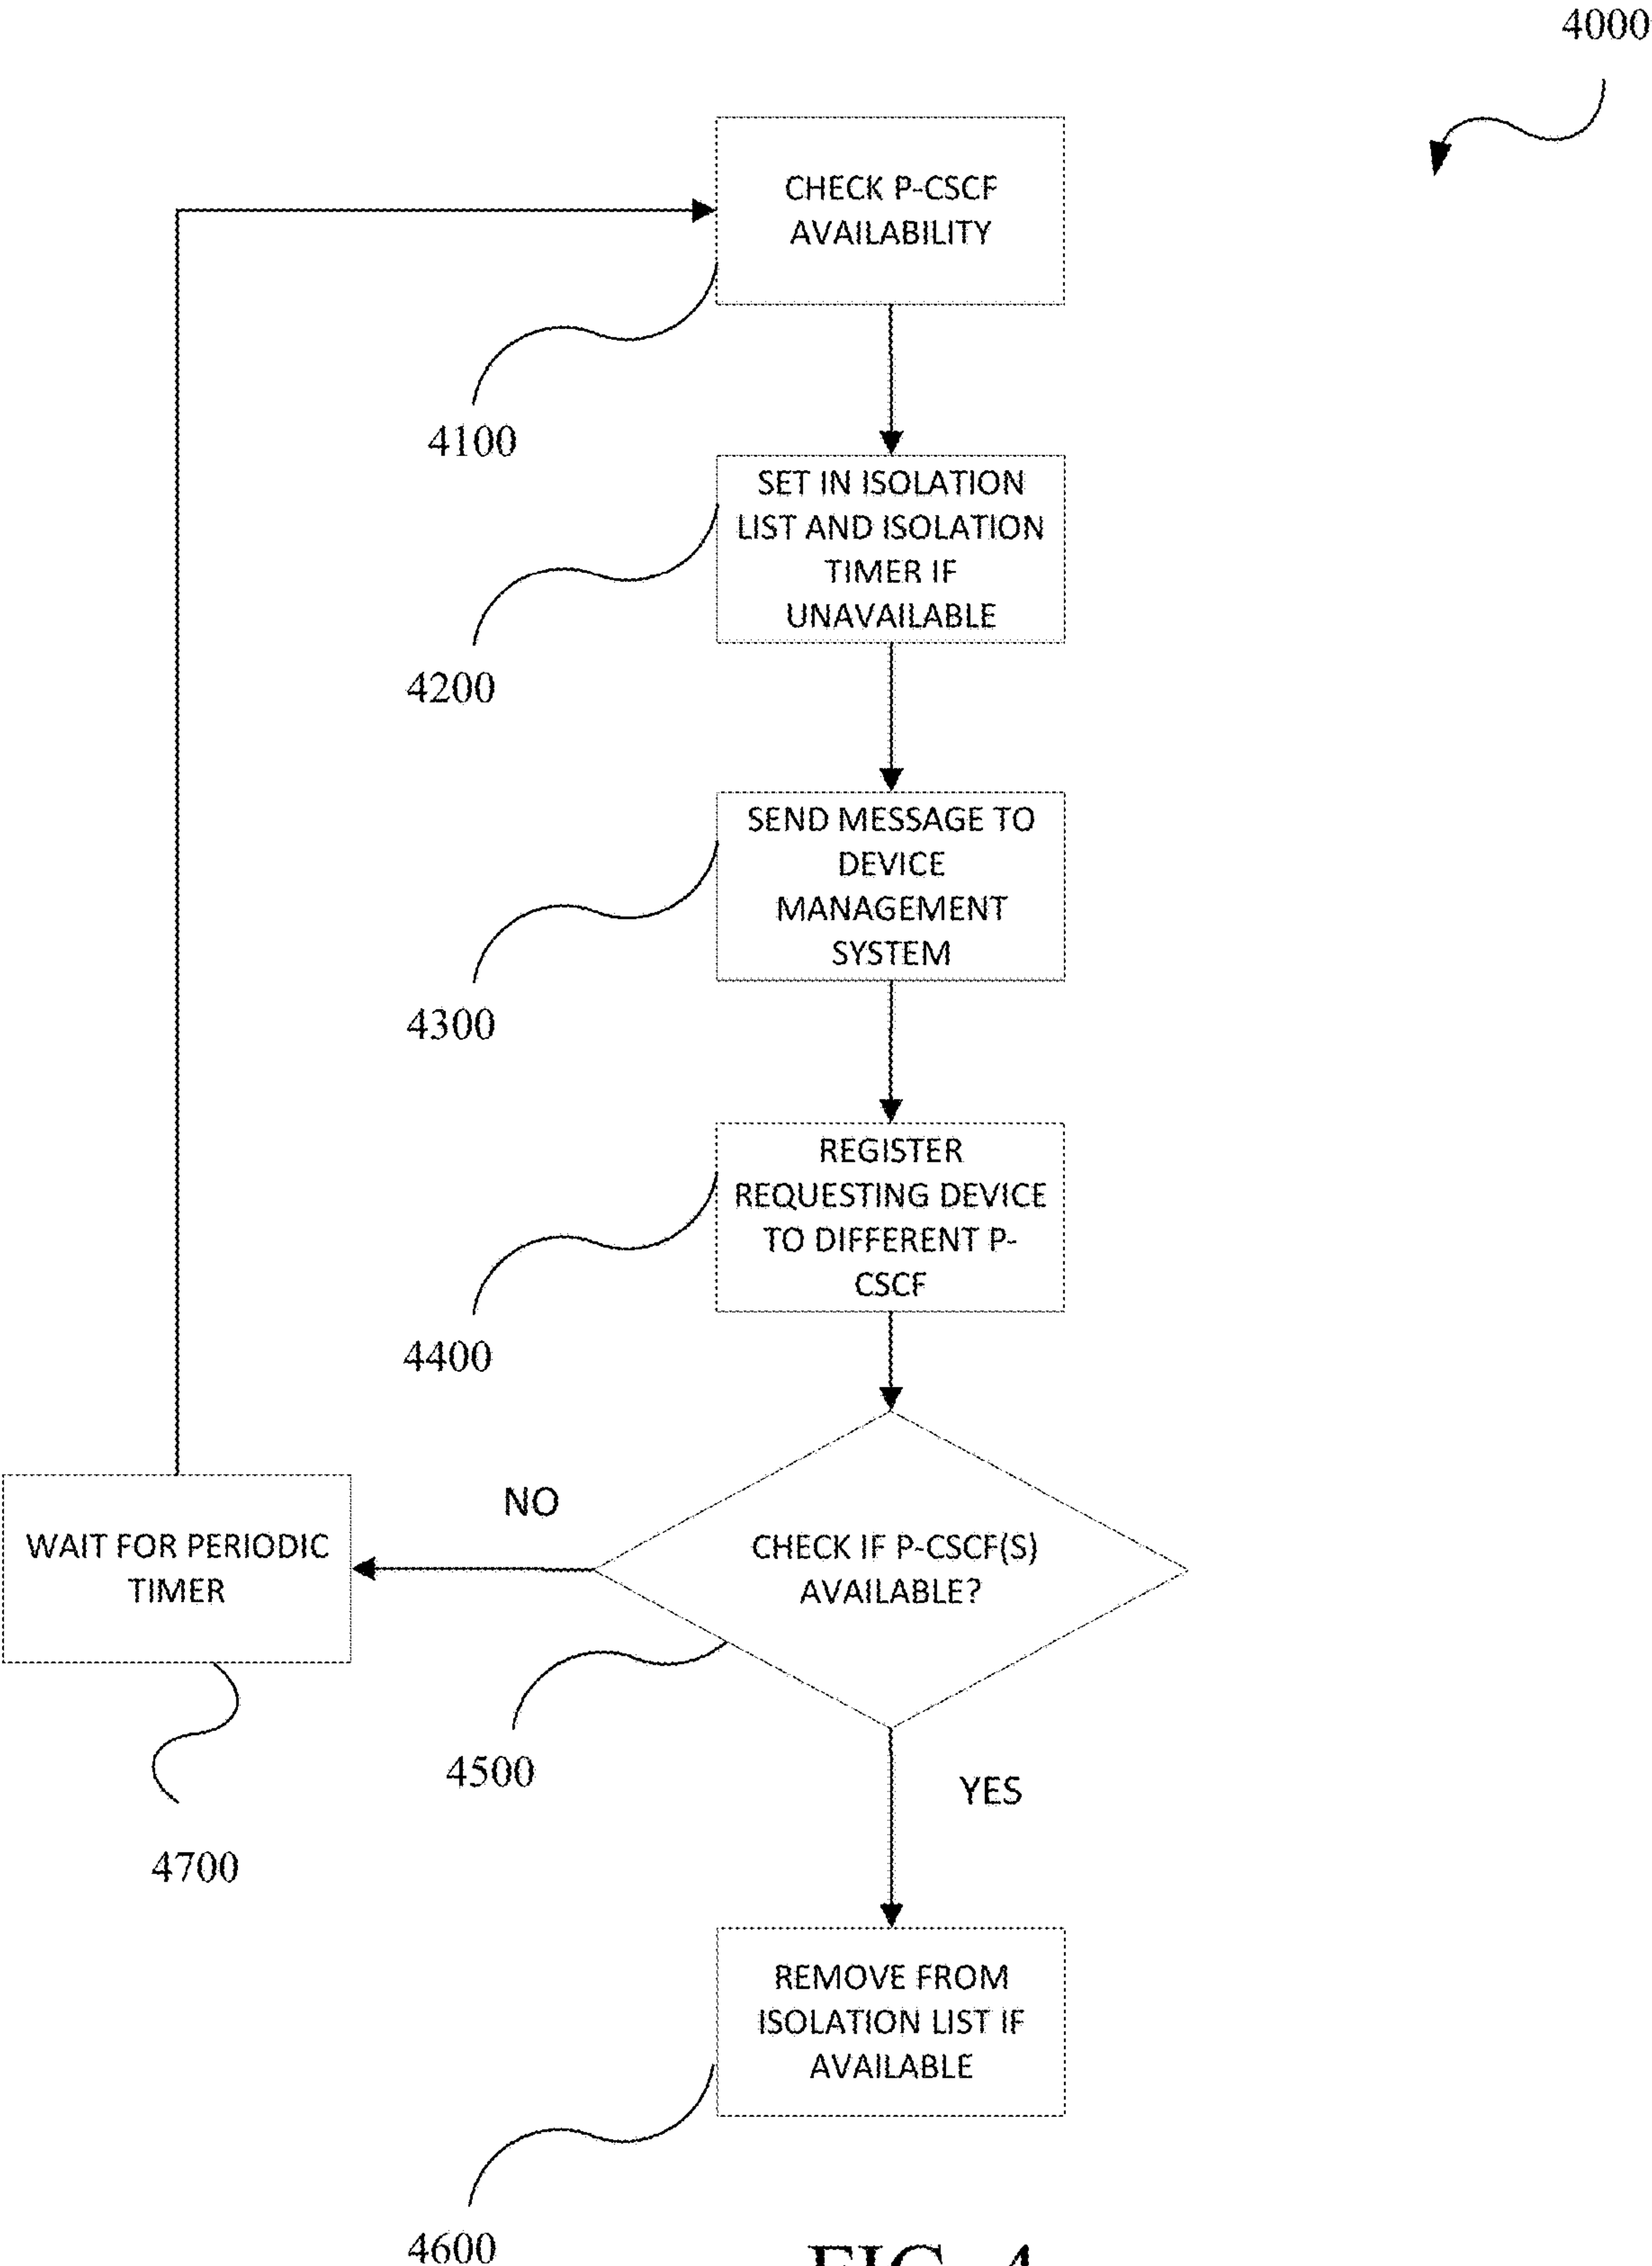 4000
CHECK P-CSCF
AVAILABILITY
4100
SET IN ISOLATION
LIST AND ISOLATION
TIMER IF
UNAVAILABLE
4200
SEND MESSAGE TO
DEVICE
MANAGEMENT
SYSTEM
4300
REGISTER
REQUESTING DEVICE
TO DIFFERENT P-
CSCF
4400
NO
WAIT FOR PERIODIC
TIMER
CHECK IF P-CSCF(S)
AVAILABLE?
4500
YES
4700
REMOVE FROM
ISOLATION LIST IF
AVAILABLE
4600
FIG. 4